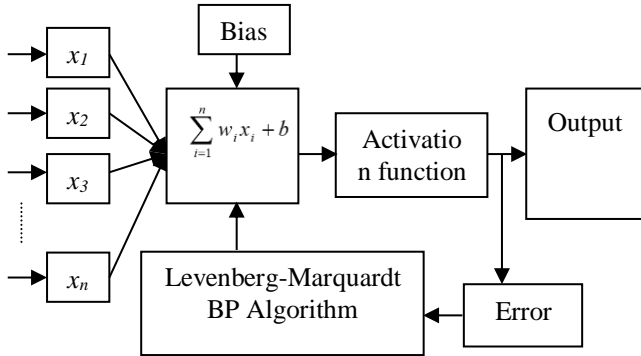 Bias
x1
x2
x3
xn
n
∑ wixi + b
i=1
Activatio
n function
Output
Levenberg-Marquardt
BP Algorithm
Error